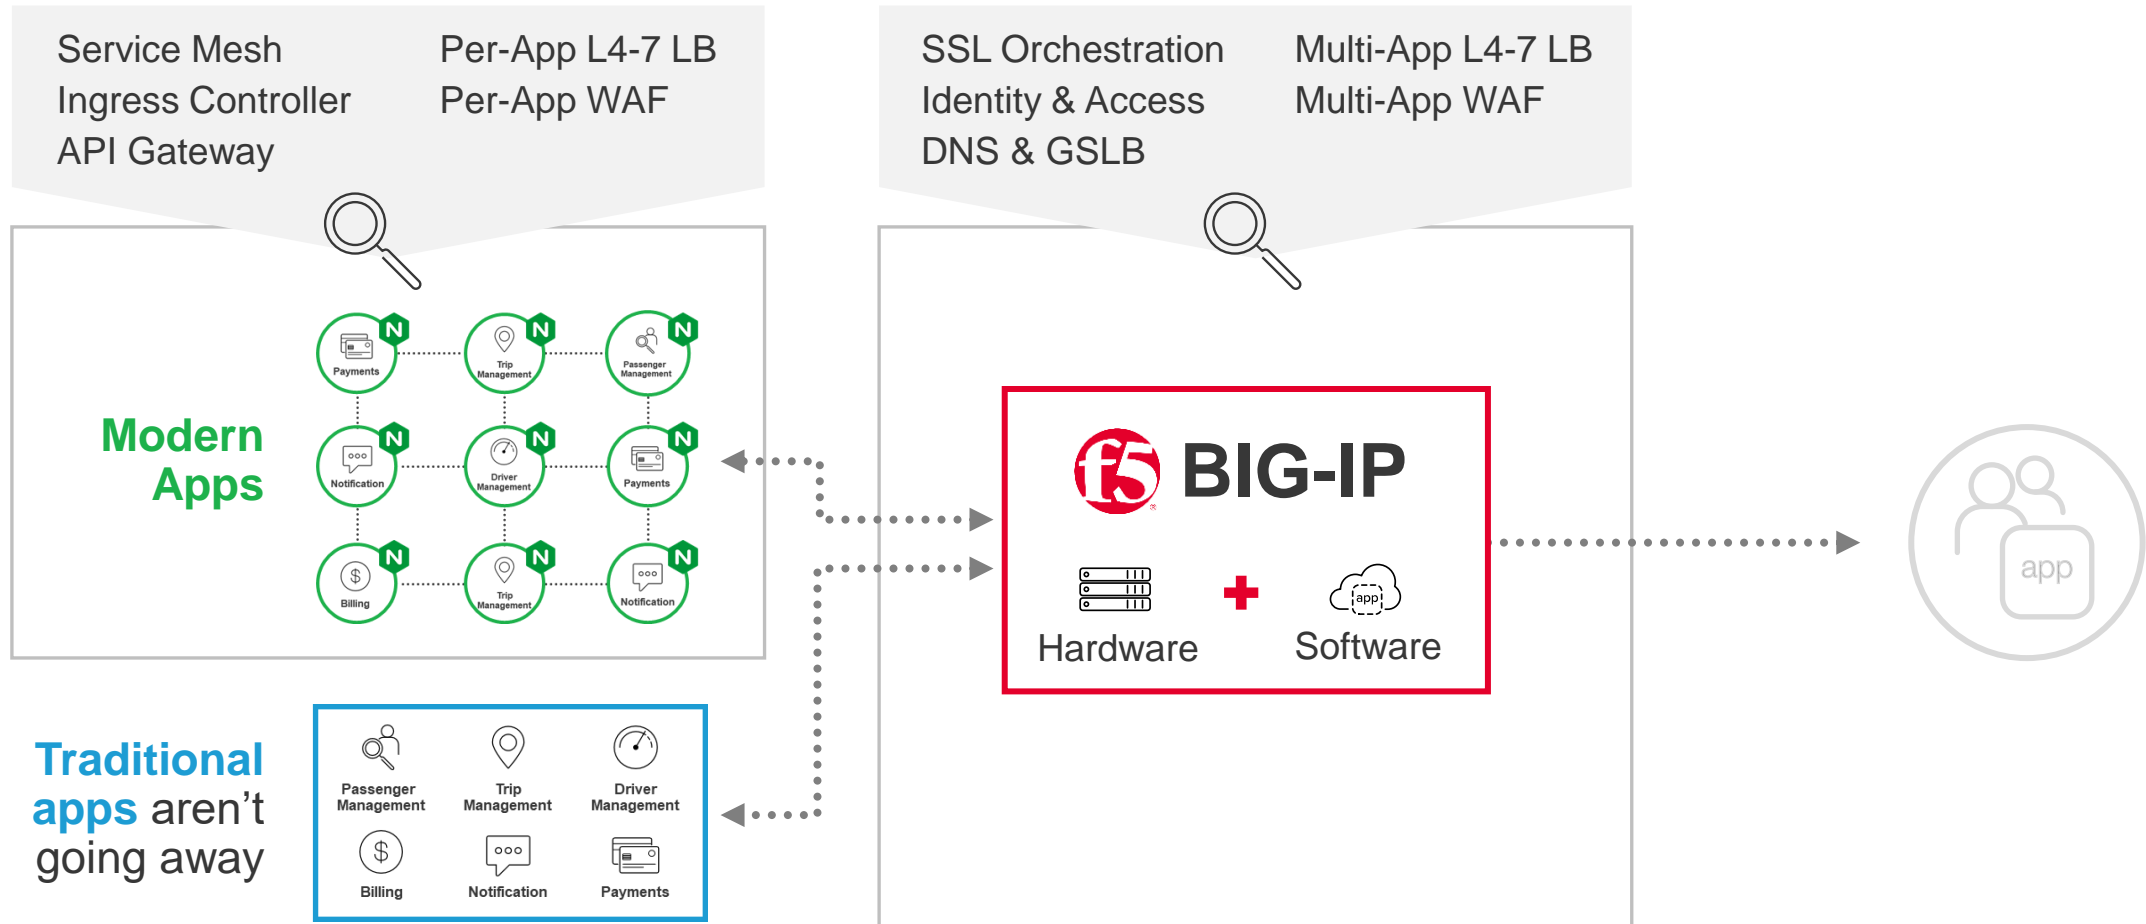 Service Mesh
Ingress Controller
API Gateway
Per-App L4-7 LB
Per-App WAF
SSL Orchestration
Identity & Access
DNS & GSLB
Multi-App L4-7 LB
Multi-App WAF
Modern
Apps
N
Payments
N
Trip
Management
N
Passenger
Management
N
Notification
N
Driver
Management
N
Payments
N
Billing
N
Trip
Management
N
Notification
Traditional
apps aren’t
going away
Passenger
Management
Trip
Management
Driver
Management
Billing
Notification
Payments
f5 BIG-IP
®
app
Hardware
Software
app